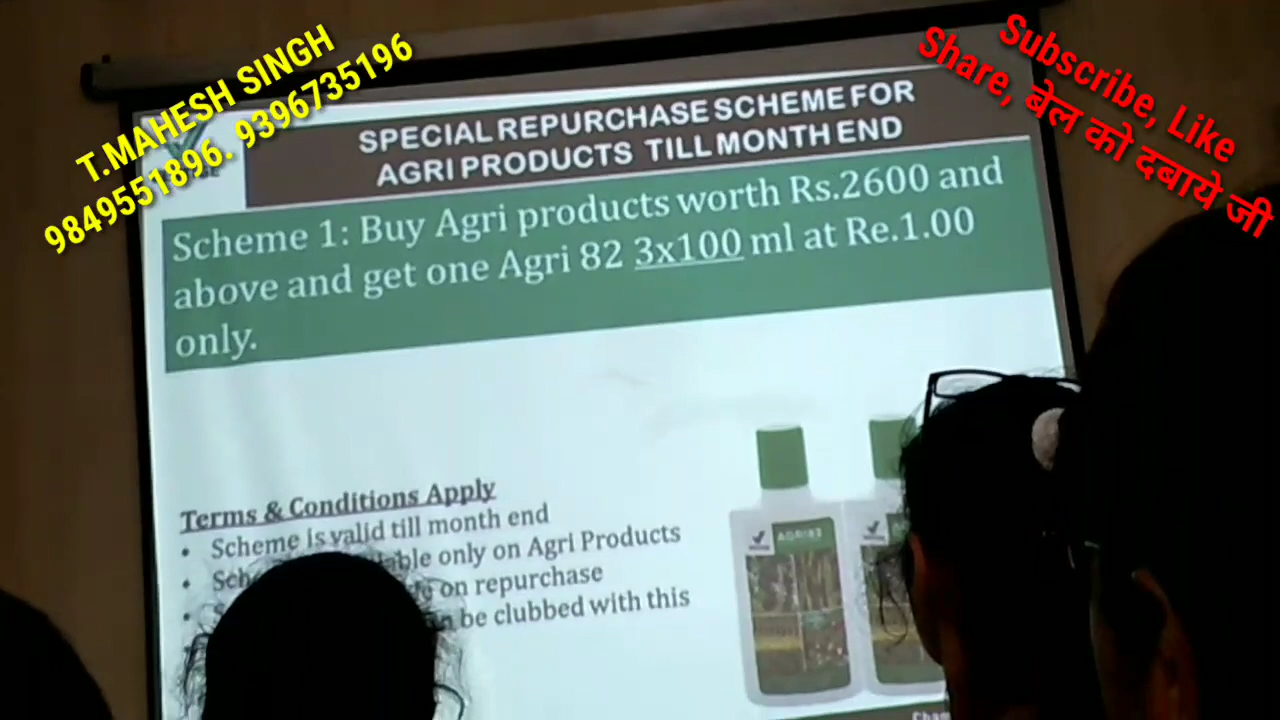 T.MAHESH SINGH
9849551896. 9396735196
Subscribe, Like
Share, बेल को दबाये जी
SPECIAL REPURCHASE SCHEME FOR
AGRI PRODUCTS TILL MONTH END
Scheme 1: Buy Agri products worth Rs.2600 and
above and get one Agri 82 3x100 ml at Re.1.00
only.
Terms & Conditions Apply
• Scheme is valid till month end
• only on Agri Products
• on repurchase
be clubbed with this
AGRI82